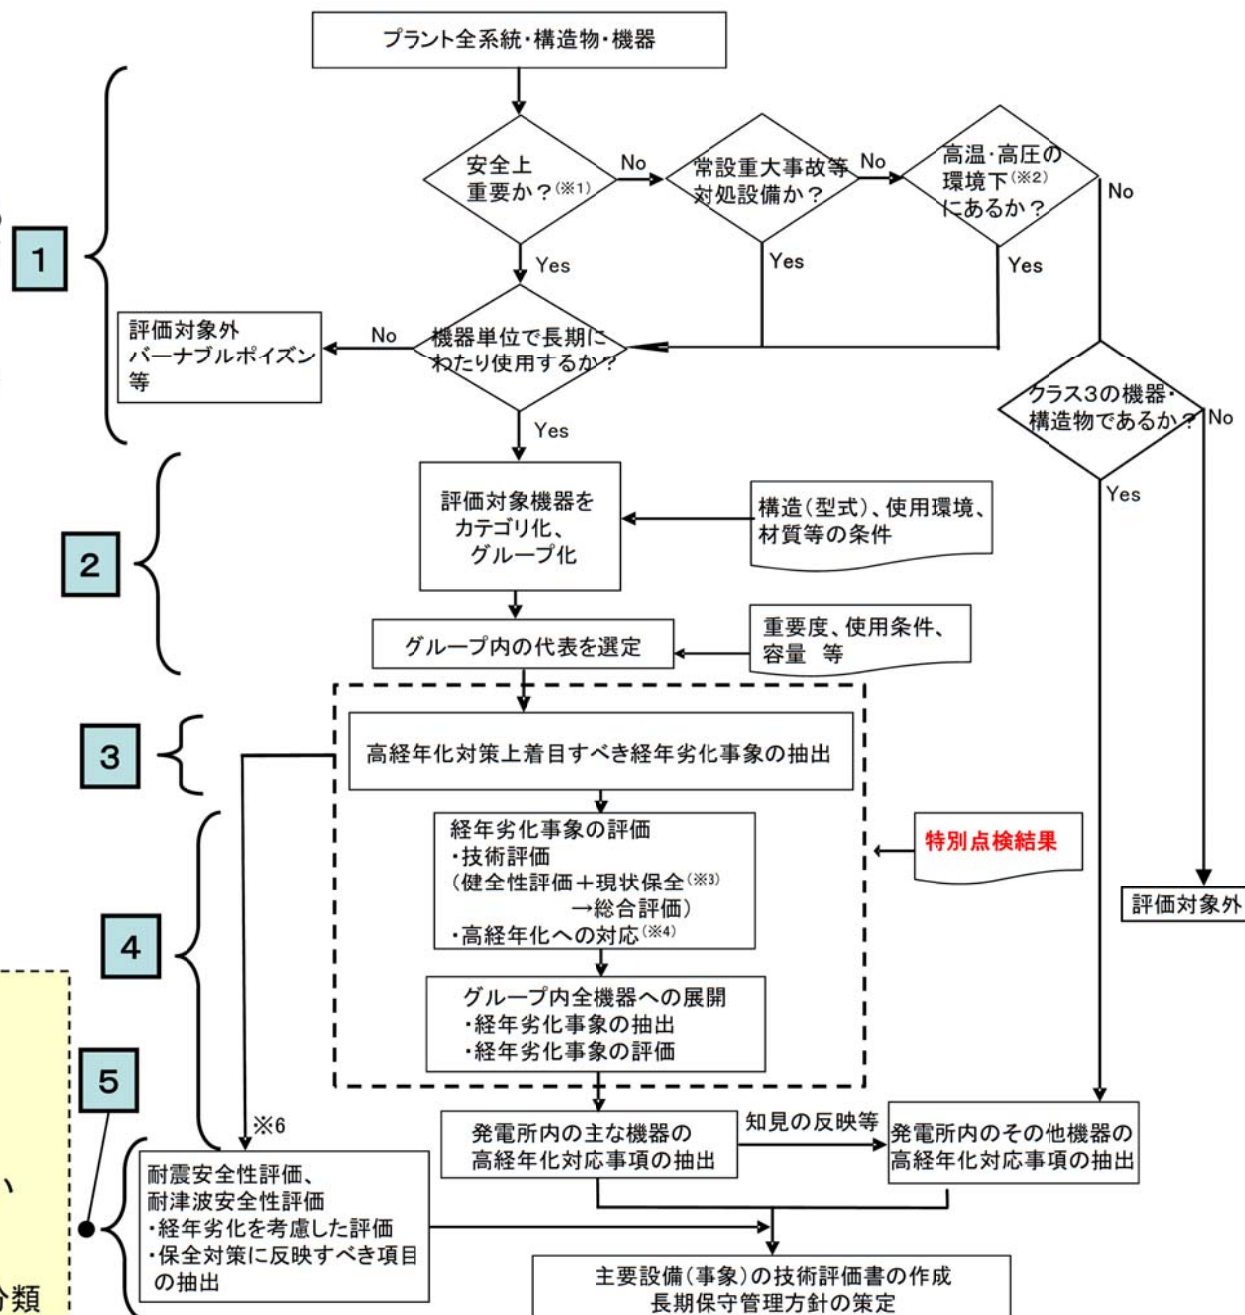 プラント全系統・構造物・機器
安全上
重要か？(※1)
No
常設重大事故等
対処設備か？
No
高温・高圧の
環境下(※2)
にあるか？
No
1
Yes
Yes
Yes
評価対象外
バーナブルポイズン
等
No
機器単位で長期に
わたり使用するか？
クラス３の機器・
構造物であるか？
No
Yes
Yes
2
評価対象機器を
カテゴリ化、
グループ化
構造（型式）、使用環境、
材質等の条件
グループ内の代表を選定
重要度、使用条件、
容量 等
3
高経年化対策上着目すべき経年劣化事象の抽出
4
経年劣化事象の評価
・技術評価
（健全性評価＋現状保全(※3)
→総合評価）
・高経年化への対応(※4)
特別点検結果
評価対象外
グループ内全機器への展開
・経年劣化事象の抽出
・経年劣化事象の評価
5
※6
発電所内の主な機器の
高経年化対応事項の抽出
知見の反映等
発電所内のその他機器の
高経年化対応事項の抽出
耐震安全性評価、
耐津波安全性評価
・経年劣化を考慮した評価
・保全対策に反映すべき項目
の抽出
い
分類
主要設備（事象）の技術評価書の作成
長期保守管理方針の策定